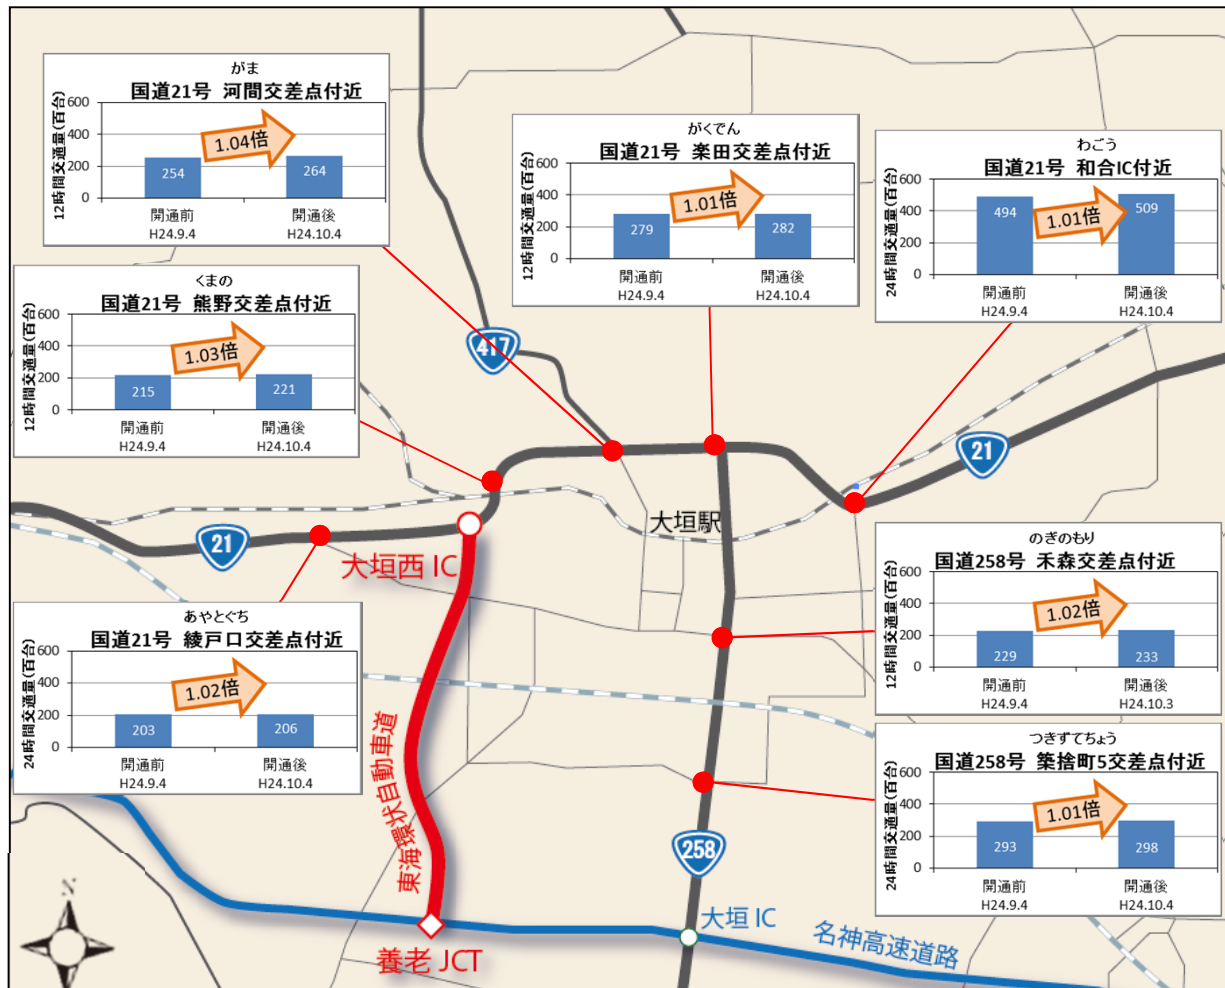 がま
国道21号 河間交差点付近
12時間交通量(百台)
600
400
200
0
1.04倍
254
264
開通前
H24.9.4
開通後
H24.10.4
がくでん
国道21号 楽田交差点付近
12時間交通量(百台)
600
400
200
0
1.01倍
279
282
開通前
H24.9.4
開通後
H24.10.4
わごう
国道21号 和合IC付近
24時間交通量(百台)
600
400
200
0
1.01倍
494
509
開通前
H24.9.4
開通後
H24.10.4
くまの
国道21号 熊野交差点付近
12時間交通量(百台)
600
400
200
0
1.03倍
215
221
開通前
H24.9.4
開通後
H24.10.4
417
21
大垣駅
21
大垣西 IC
のぎのもり
国道258号 禾森交差点付近
12時間交通量(百台)
600
400
200
0
1.02倍
229
233
開通前
H24.9.4
開通後
H24.10.3
あやとぐち
国道21号 綾戸口交差点付近
24時間交通量(百台)
600
400
200
0
1.02倍
203
206
開通前
H24.9.4
開通後
H24.10.4
東海環状自動車道
つきずてちょう
国道258号 築捨町5交差点付近
24時間交通量(百台)
600
400
200
0
1.01倍
293
298
開通前
H24.9.4
開通後
H24.10.4
258
N
大垣 IC
名神高速道路
養老 JCT